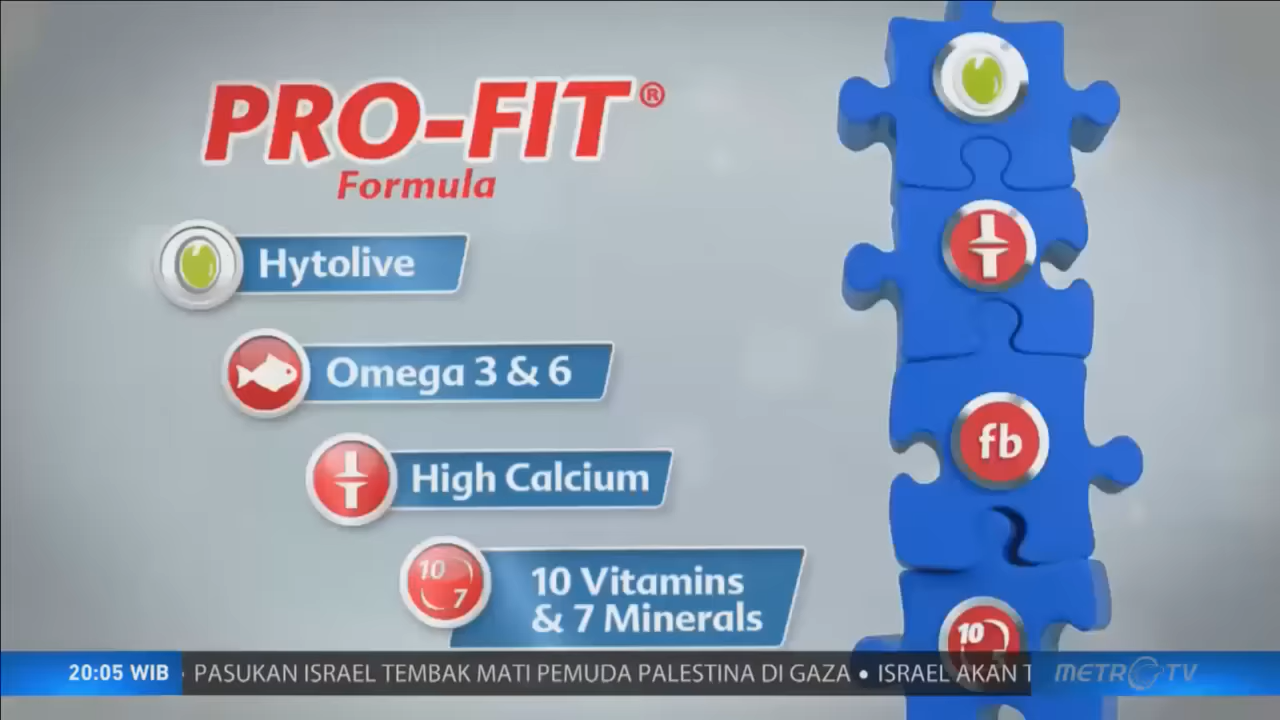 PRO-FIT®
Formula
Hytolive
Omega 3 & 6
High Calcium
10 7
10 Vitamins
& 7 Minerals
fb
10
20:05 WIB
PASUKAN ISRAEL TEMBAK MATI PEMUDA PALESTINA DI GAZA • ISRAEL AKAN
METRO TV